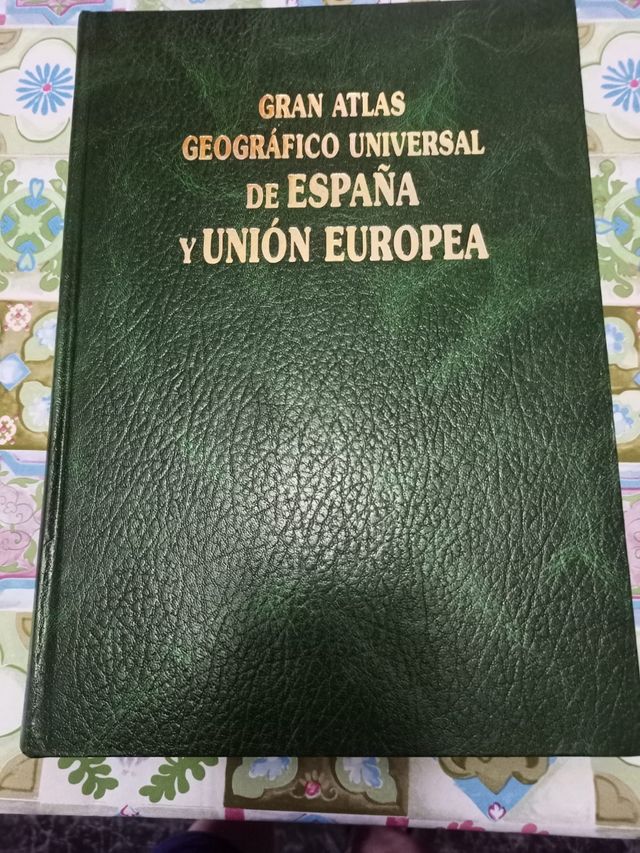 GRAN ATLAS
GEOGRÁFICO UNIVERSAL
DE ESPAÑA
Y UNIÓN EUROPEA